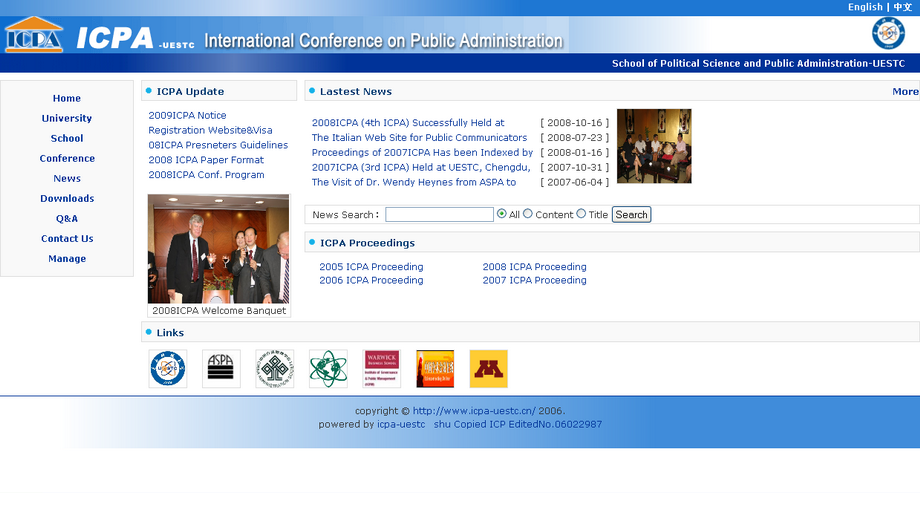 English | 中文
ICPA
ICPA -UESTC International Conference on Public Administration
School of Political Science and Public Administration-UESTC
Home
University
School
Conference
News
Downloads
Q&A
Contact Us
Manage
ICPA Update
2009ICPA Notice
Registration Website&Visa
08ICPA Presneters Guidelines
2008 ICPA Paper Format
2008ICPA Conf. Program
2008ICPA Welcome Banquet
Lastest News
More
2008ICPA (4th ICPA) Successfully Held at [ 2008-10-16 ]
The Italian Web Site for Public Communicators [ 2008-07-23 ]
Proceedings of 2007ICPA Has been Indexed by [ 2008-01-16 ]
2007ICPA (3rd ICPA) Held at UESTC, Chengdu, [ 2007-10-31 ]
The Visit of Dr. Wendy Heynes from ASPA to [ 2007-06-04 ]
News Search： All Content Title Search
ICPA Proceedings
2005 ICPA Proceeding 2008 ICPA Proceeding
2006 ICPA Proceeding 2007 ICPA Proceeding
Links
ASPA
WARWICK
M
copyright © http://www.icpa-uestc.cn/ 2006.
powered by icpa-uestc shu Copied ICP EditedNo.06022987